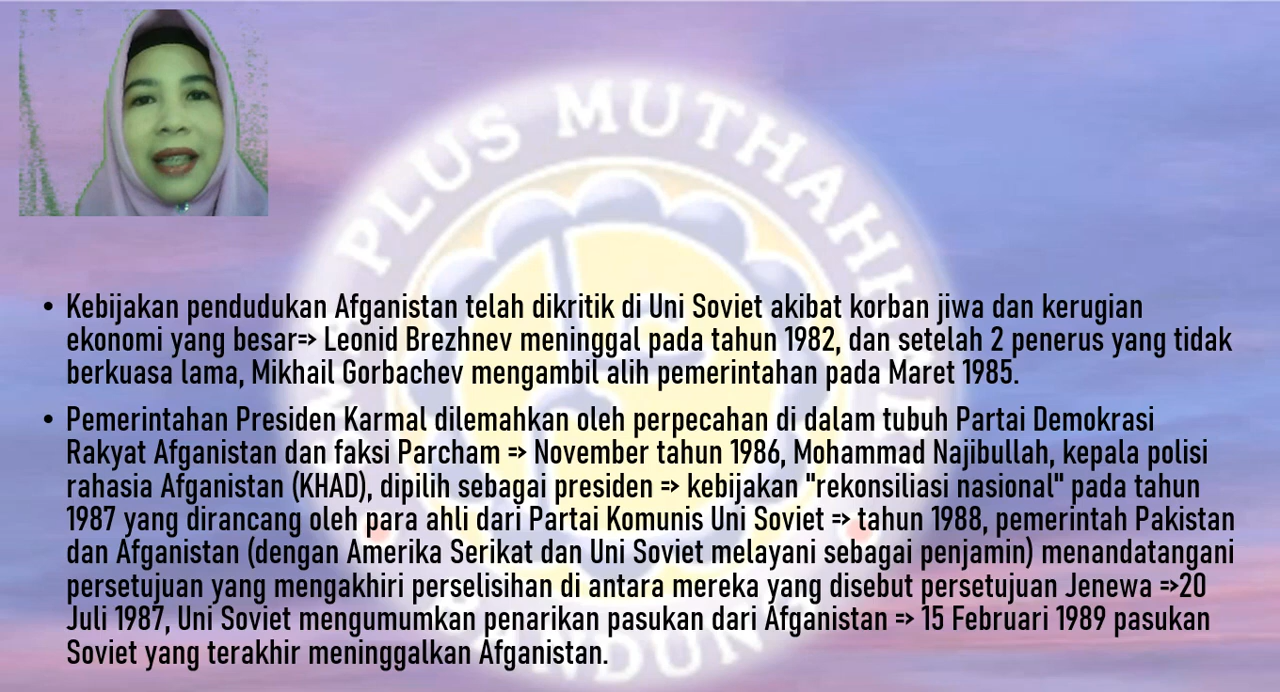 PLUS MUTHAHH
• Kebijakan pendudukan Afganistan telah dikritik di Uni Soviet akibat korban jiwa dan kerugian
ekonomi yang besar=> Leonid Brezhnev meninggal pada tahun 1982, dan setelah 2 penerus yang tidak
berkuasa lama, Mikhail Gorbachev mengambil alih pemerintahan pada Maret 1985.
• Pemerintahan Presiden Karmal dilemahkan oleh perpecahan di dalam tubuh Partai Demokrasi
Rakyat Afganistan dan faksi Parcham => November tahun 1986, Mohammad Najibullah, kepala polisi
rahasia Afganistan (KHAD), dipilih sebagai presiden => kebijakan "rekonsiliasi nasional" pada tahun
1987 yang dirancang oleh para ahli dari Partai Komunis Uni Soviet => tahun 1988, pemerintah Pakistan
dan Afganistan (dengan Amerika Serikat dan Uni Soviet melayani sebagai penjamin) menandatangani
persetujuan yang mengakhiri perselisihan di antara mereka yang disebut persetujuan Jenewa =>20
Juli 1987, Uni Soviet mengumumkan penarikan pasukan dari Afganistan => 15 Februari 1989 pasukan
Soviet yang terakhir meninggalkan Afganistan.